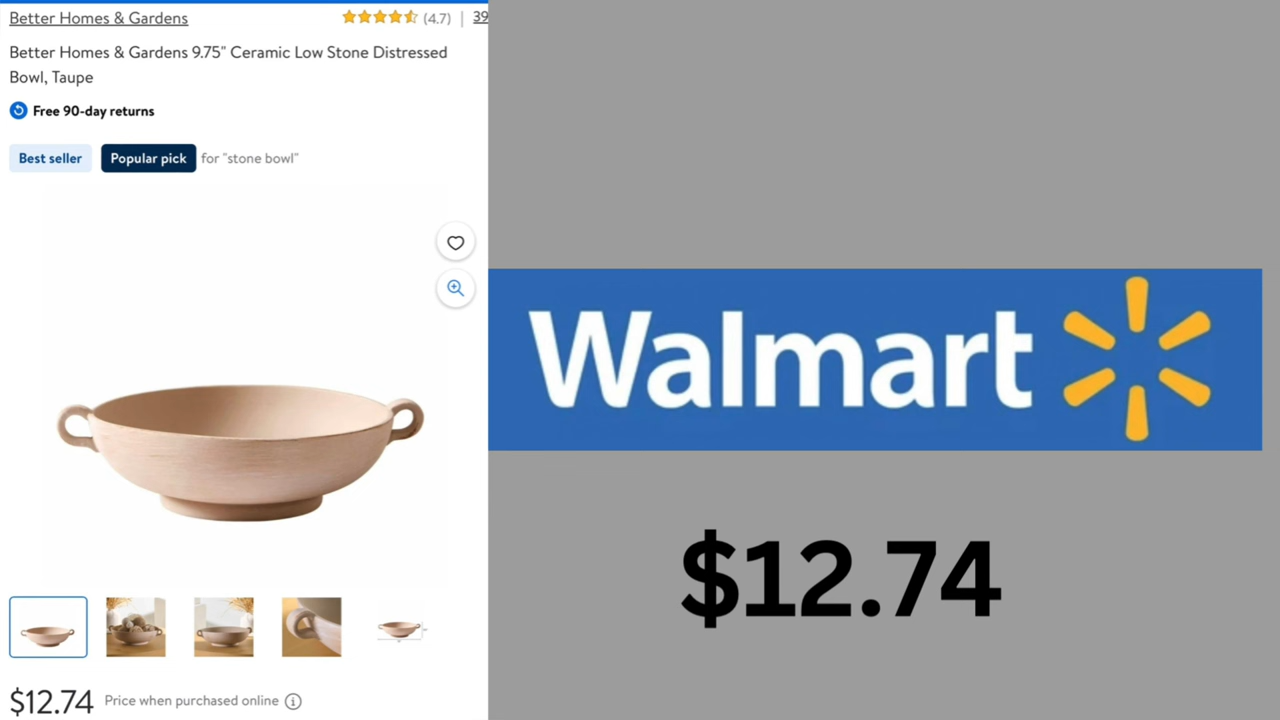 Better Homes & Gardens (4.7) | 39
Better Homes & Gardens 9.75" Ceramic Low Stone Distressed
Bowl, Taupe
Free 90-day returns
Best seller Popular pick for "stone bowl"
Walmart
$12.74
$12.74 Price when purchased online